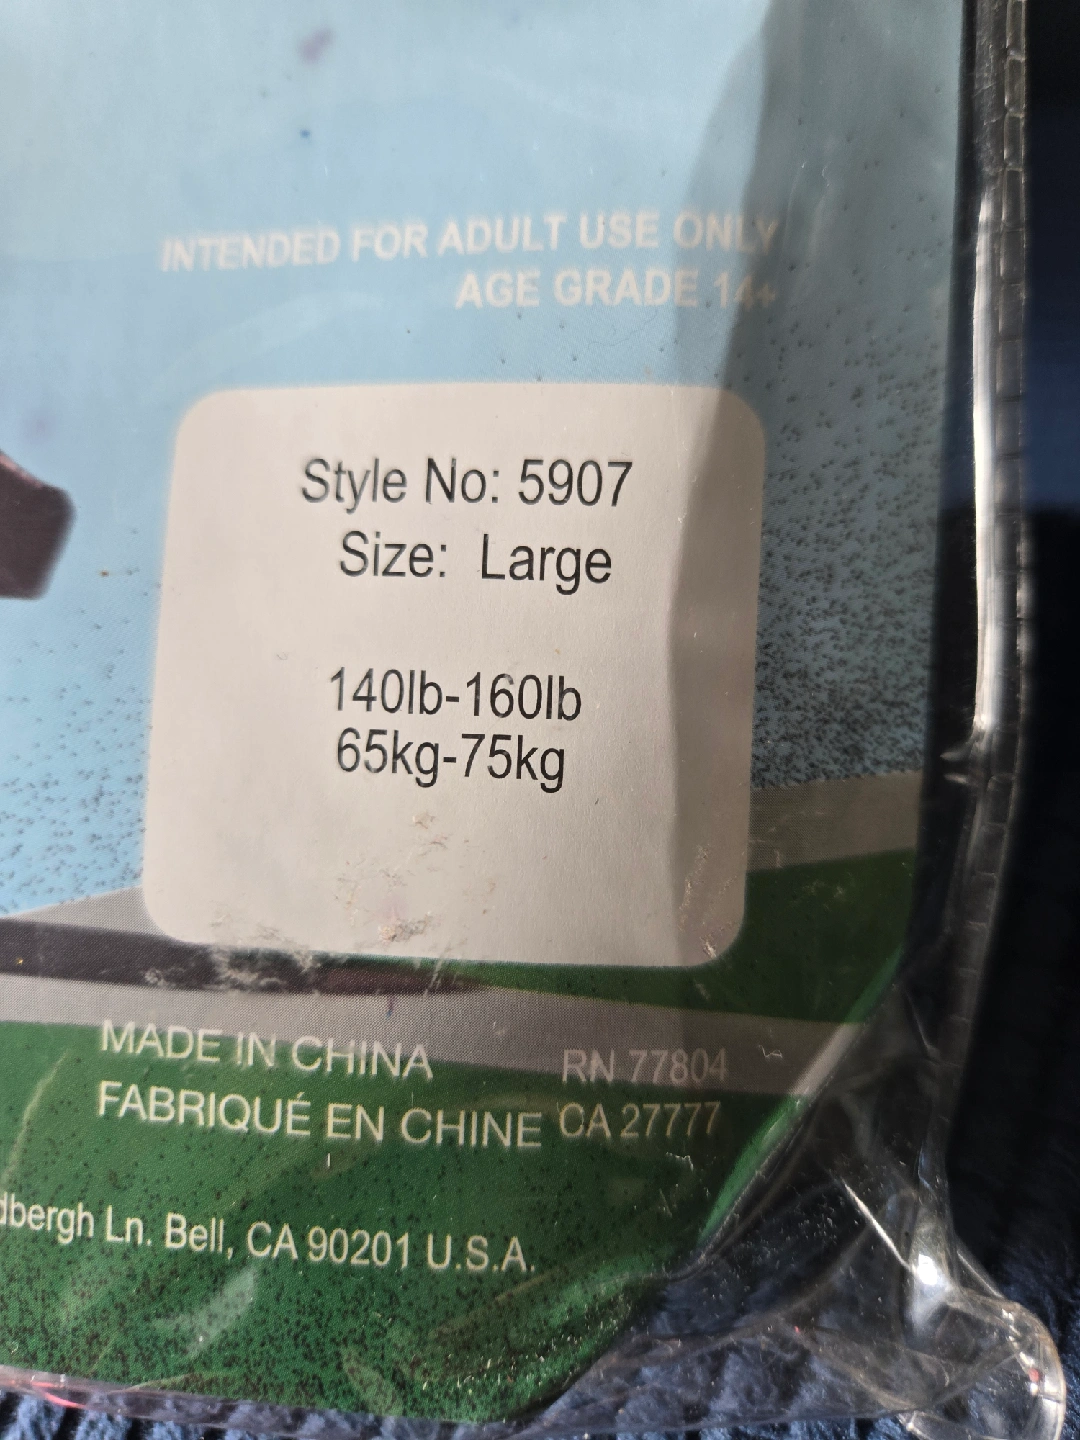 INTENDED FOR ADULT USE ONLY
AGE GRADE 14+
Style No: 5907
Size: Large
140lb-160lb
65kg-75kg
MADE IN CHINA
RN 77804
FABRIQUÉ EN CHINE
CA 27777
Ln. Bell, CA 90201 U.S.A.